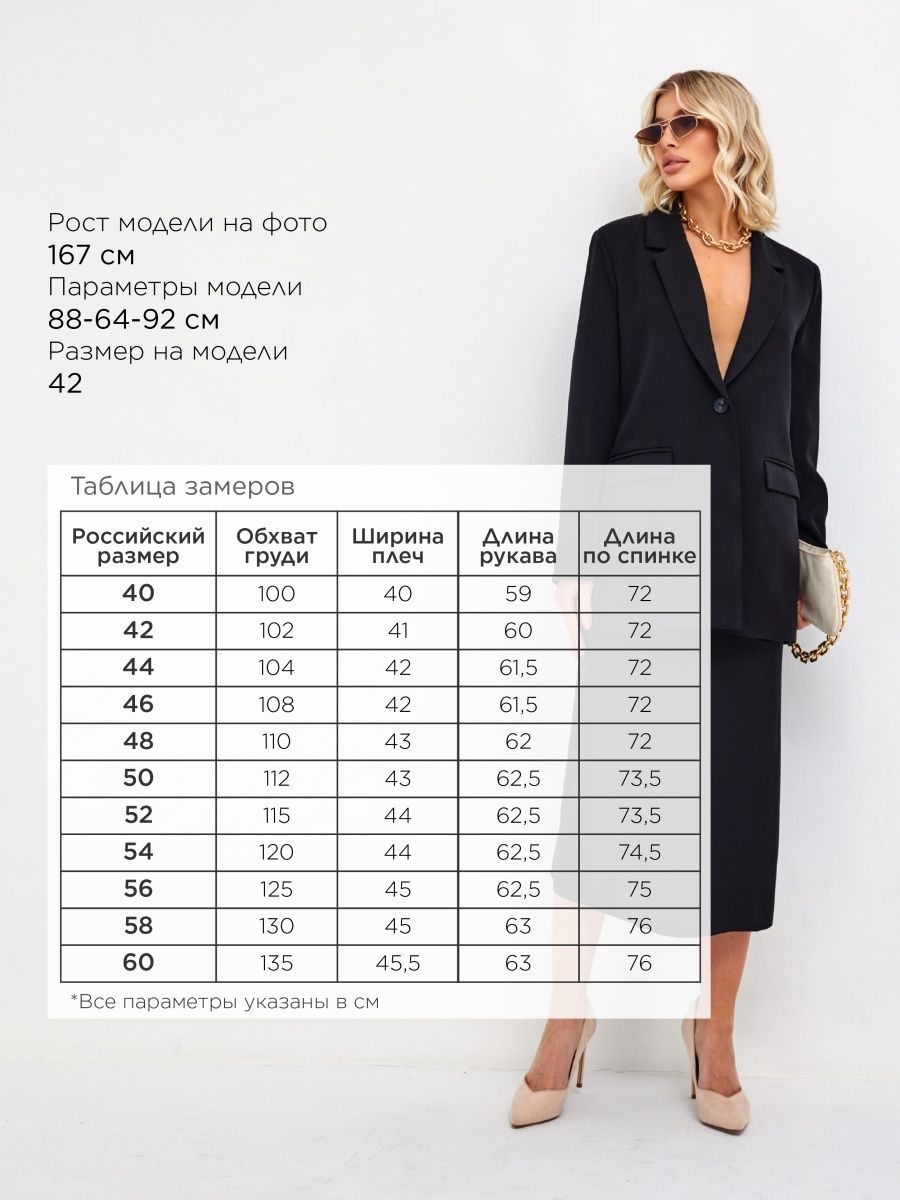 Рост модели на фото
167 см
Параметры модели
88-64-92 см
Размер на модели
42
Таблица замеров
Российский размер Обхват груди Ширина плеч Длина рукава Длина по спинке
40 100 40 59 72
42 102 41 60 72
44 104 42 61,5 72
46 108 42 61,5 72
48 110 43 62 72
50 112 43 62,5 73,5
52 115 44 62,5 73,5
54 120 44 62,5 74,5
56 125 45 62,5 75
58 130 45 63 76
60 135 45,5 63 76
*Все параметры указаны в см